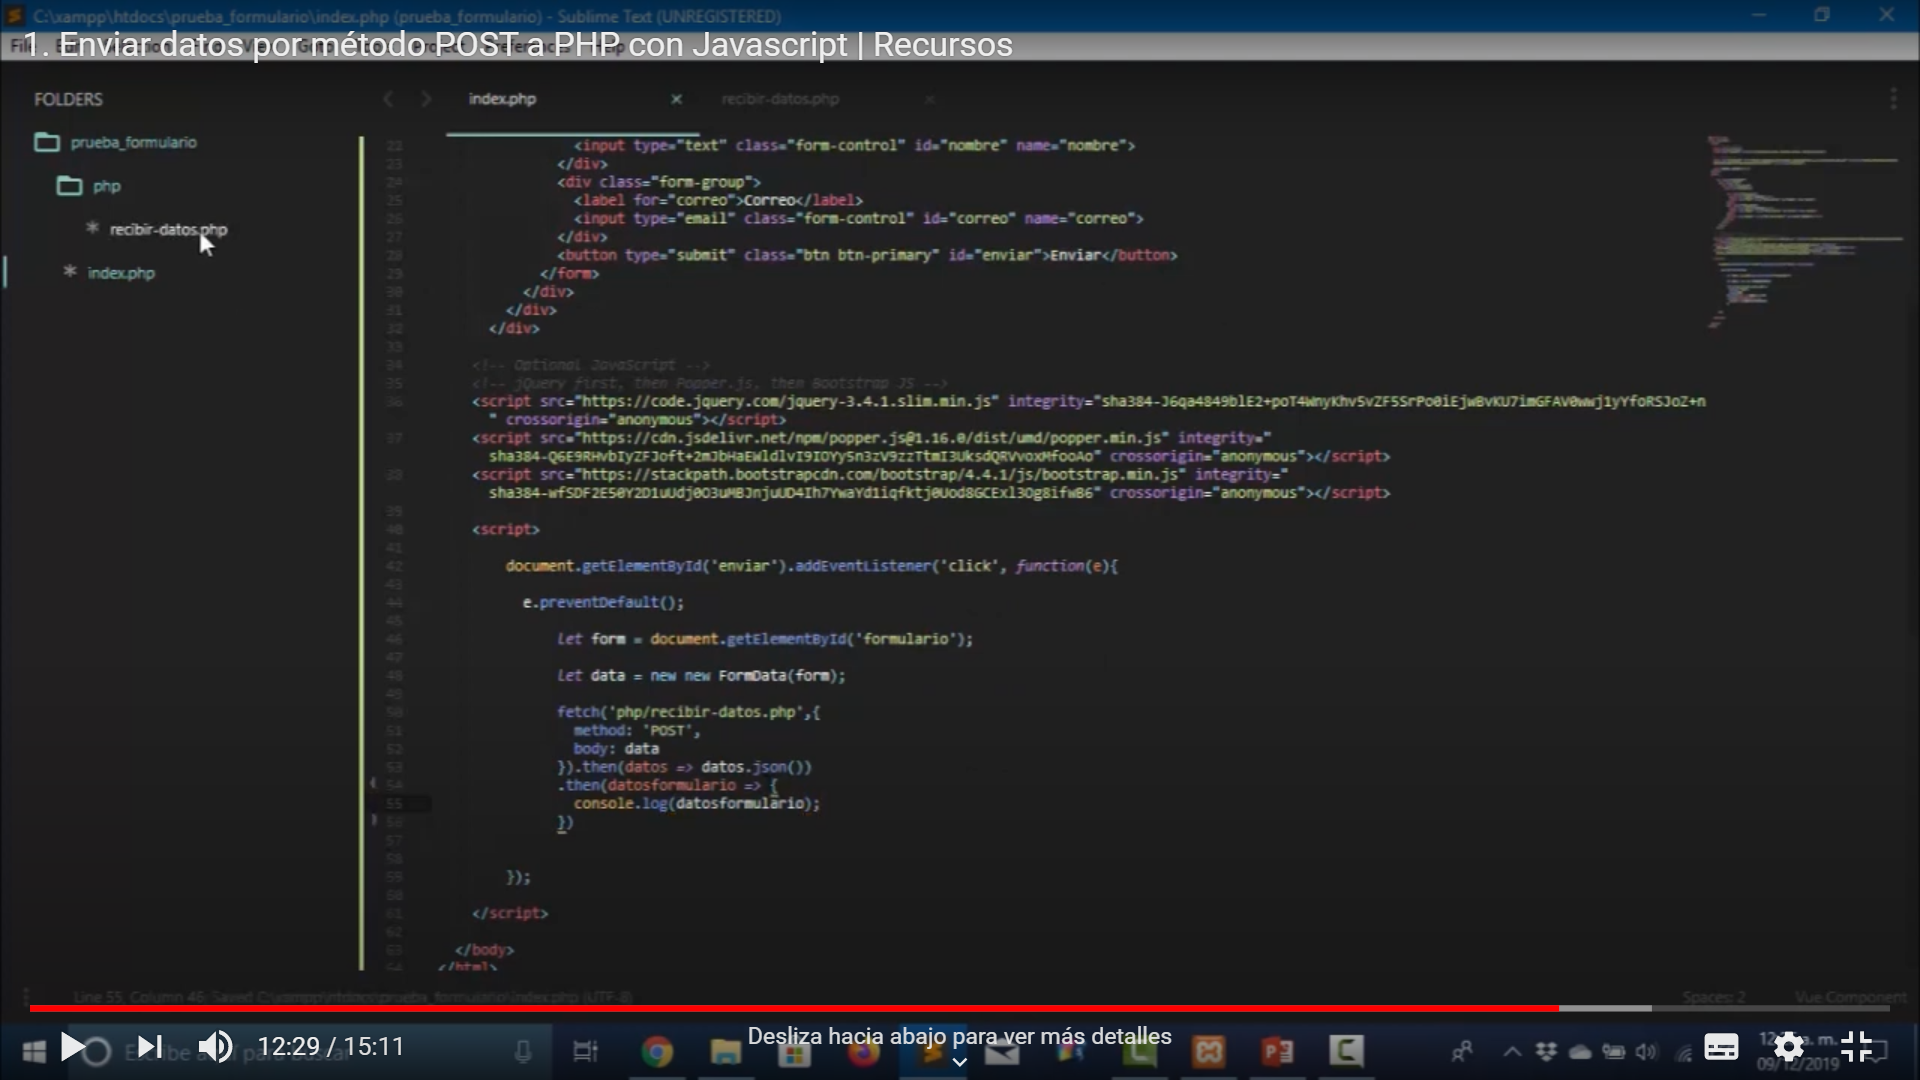 C:\xampp\htdocs\prueba_formulario\index.php (prueba_formulario) - Sublime Text (UNREGISTERED)
1. Enviar datos por método POST a PHP con Javascript | Recursos
FOLDERS
prueba_formulario
php
recibir-datos.php
index.php
index.php
recibir-datos.php
22 <input type="text" class="form-control" id="nombre" name="nombre">
23 </div>
24 <div class="form-group">
25 <label for="correo">Correo</label>
26 <input type="email" class="form-control" id="correo" name="correo">
27 </div>
28 <button type="submit" class="btn btn-primary" id="enviar">Enviar</button>
29 </form>
30 </div>
31 </div>
32 </div>
33
34 <!-- Optional JavaScript -->
35 <!-- jQuery first, then Popper.js, then Bootstrap JS -->
36 <script src="https://code.jquery.com/jquery-3.4.1.slim.min.js" integrity="sha384-J6qa4849blE2+poT4WnyKhv5vZF5SrPo0iEjwBvKU7imGFAV0wwj1yYfoRSJoZ+n
" crossorigin="anonymous"></script>
37 <script src="https://cdn.jsdelivr.net/npm/popper.js@1.16.0/dist/umd/popper.min.js" integrity="
sha384-Q6E9RHvbIyZFJoft+2mJbHaEWldlvI9IOYy5n3zV9zzTtmI3UksdQRVvoxMfooAo" crossorigin="anonymous"></script>
38 <script src="https://stackpath.bootstrapcdn.com/bootstrap/4.4.1/js/bootstrap.min.js" integrity="
sha384-wfSDF2E50Y2D1uUdj0O3uMBJnjuUD4Ih7YwaYd1iqfktj0Uod8GCExl3Og8ifwB6" crossorigin="anonymous"></script>
39
40 <script>
41
42 document.getElementById('enviar').addEventListener('click', function(e){
43
44 e.preventDefault();
45
46 let form = document.getElementById('formulario');
47
48 let data = new new FormData(form);
49
50 fetch('php/recibir-datos.php',{
51 method: 'POST',
52 body: data
53 }).then(datos => datos.json())
54 .then(datosformulario => {
55 console.log(datosformulario);
56 })
57
58
59 });
60
61 </script>
62
63 </body>
64 </html>
Line 55, Column 46; Saved C:\xampp\htdocs\prueba_formulario\index.php (UTF-8)
Spaces: 2
Vue Component
12:29 / 15:11
Desliza hacia abajo para ver más detalles
09/12/2019